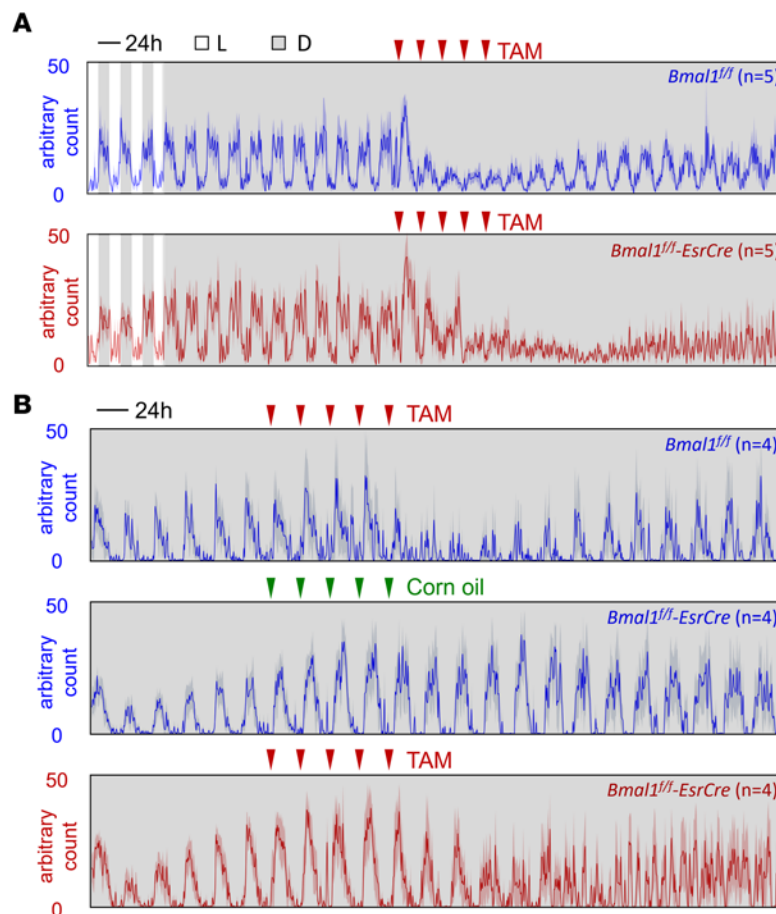 A
24h L D TAM
50
Bmal1f/f (n=5)
arbitrary
count
0
TAM
50
Bmal1f/f-EsrCre (n=5)
arbitrary
count
0
B
24h TAM
50
Bmal1f/f (n=4)
arbitrary
count
0
Corn oil
50
Bmal1f/f-EsrCre (n=4)
arbitrary
count
0
TAM
50
Bmal1f/f-EsrCre (n=4)
arbitrary
count
0